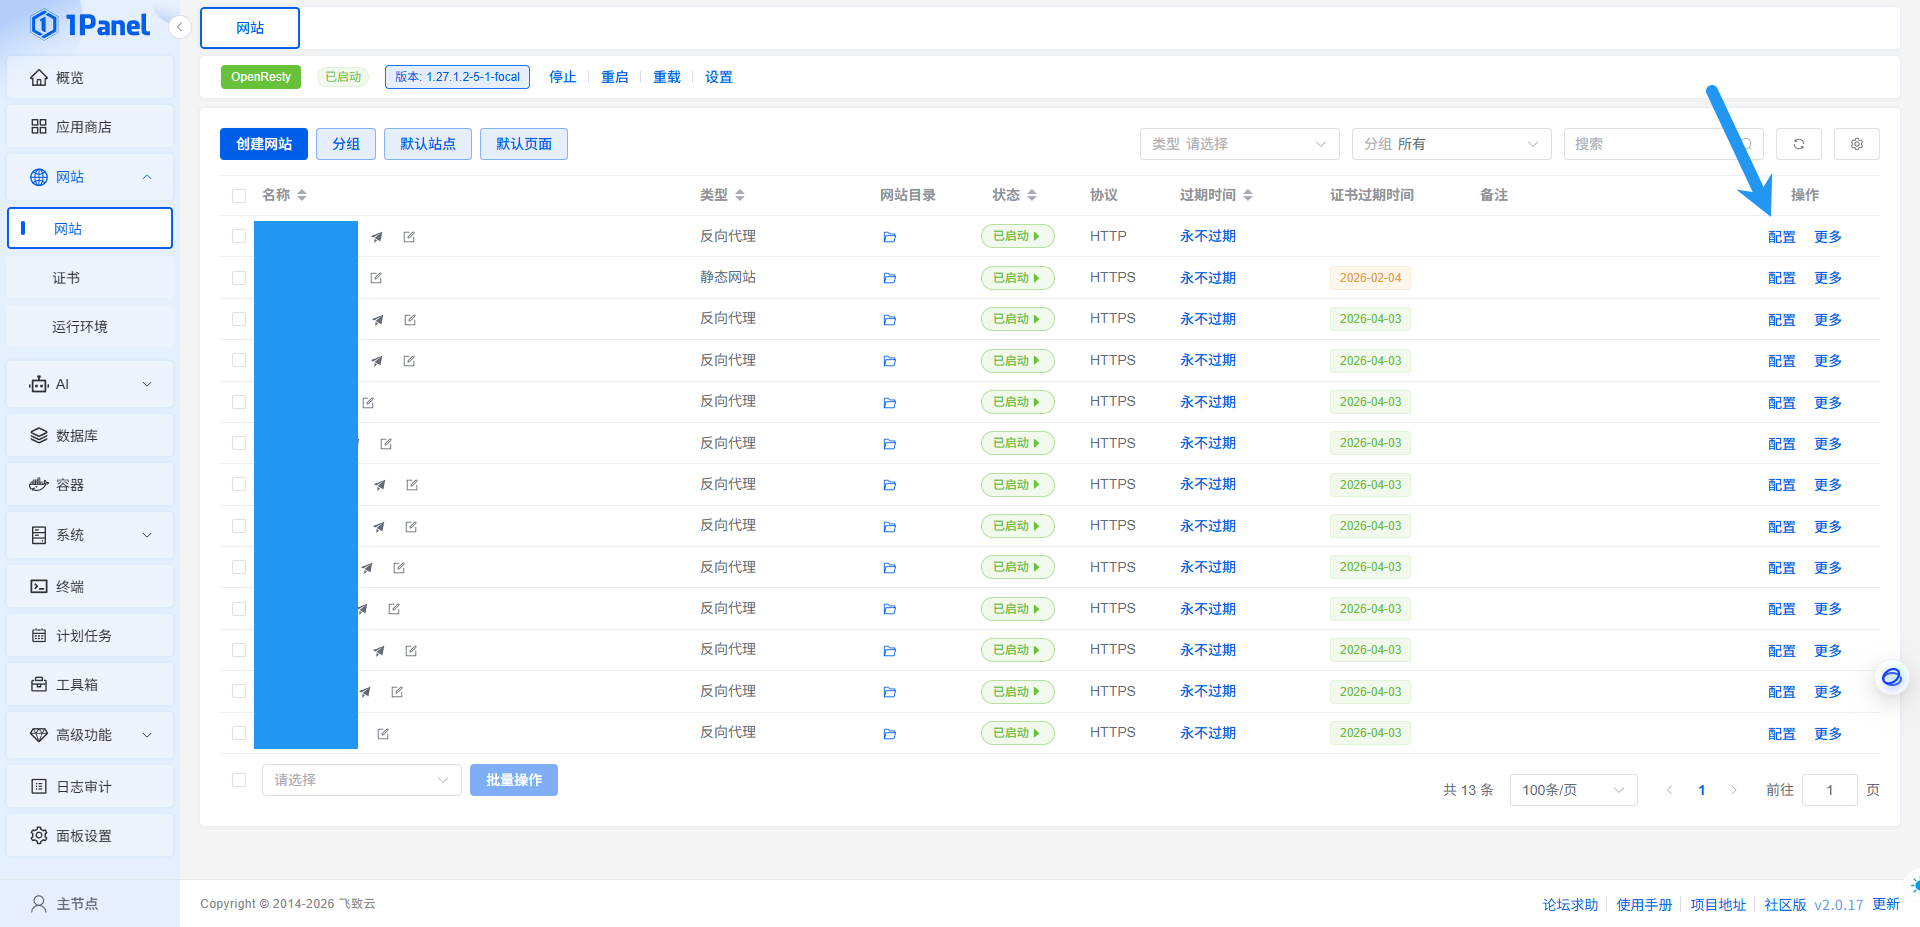 1Panel
概览
应用商店
网站
网站
证书
运行环境
AI
数据库
容器
系统
终端
计划任务
工具箱
高级功能
日志审计
面板设置
主节点
网站
OpenResty 已启动 版本: 1.27.1.2-5-1-focal 停止 重启 重载 设置
创建网站 分组 默认站点 默认页面 类型 请选择 分组 所有 搜索
名称 类型 网站目录 状态 协议 过期时间 证书过期时间 备注 操作
反向代理 已启动 HTTP 永不过期 配置 更多
静态网站 已启动 HTTPS 永不过期 2026-02-04 配置 更多
反向代理 已启动 HTTPS 永不过期 2026-04-03 配置 更多
反向代理 已启动 HTTPS 永不过期 2026-04-03 配置 更多
反向代理 已启动 HTTPS 永不过期 2026-04-03 配置 更多
反向代理 已启动 HTTPS 永不过期 2026-04-03 配置 更多
反向代理 已启动 HTTPS 永不过期 2026-04-03 配置 更多
反向代理 已启动 HTTPS 永不过期 2026-04-03 配置 更多
反向代理 已启动 HTTPS 永不过期 2026-04-03 配置 更多
反向代理 已启动 HTTPS 永不过期 2026-04-03 配置 更多
反向代理 已启动 HTTPS 永不过期 2026-04-03 配置 更多
反向代理 已启动 HTTPS 永不过期 2026-04-03 配置 更多
反向代理 已启动 HTTPS 永不过期 2026-04-03 配置 更多
请选择 批量操作
共 13 条 100条/页 1 前往 1 页
Copyright © 2014-2026 飞致云
论坛求助 使用手册 项目地址 社区版 v2.0.17 更新